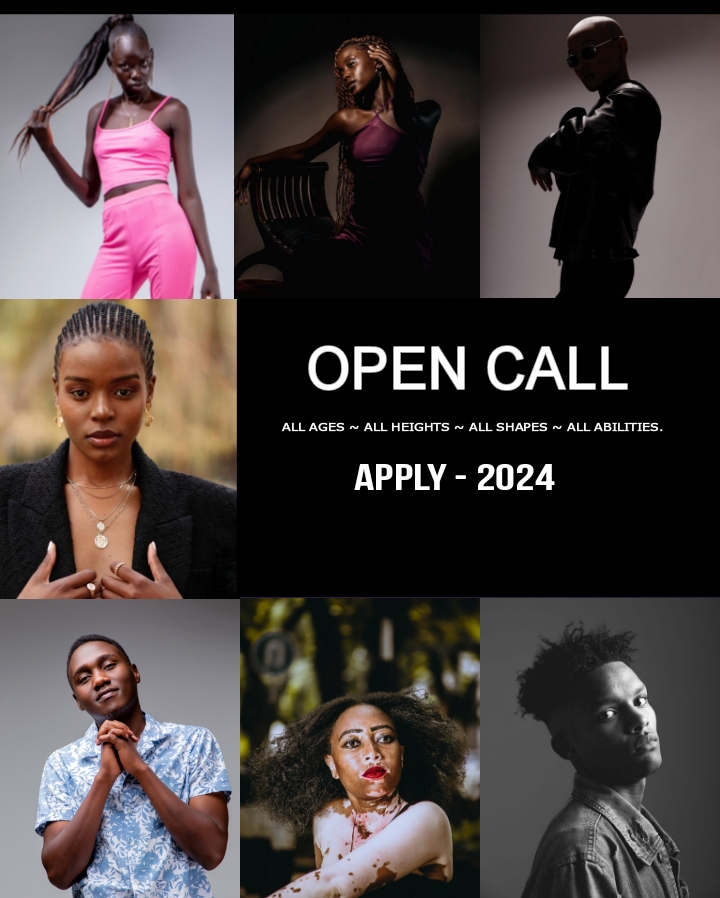 OPEN CALL
ALL AGES ~ ALL HEIGHTS ~ ALL SHAPES ~ ALL ABILITIES.
APPLY - 2024